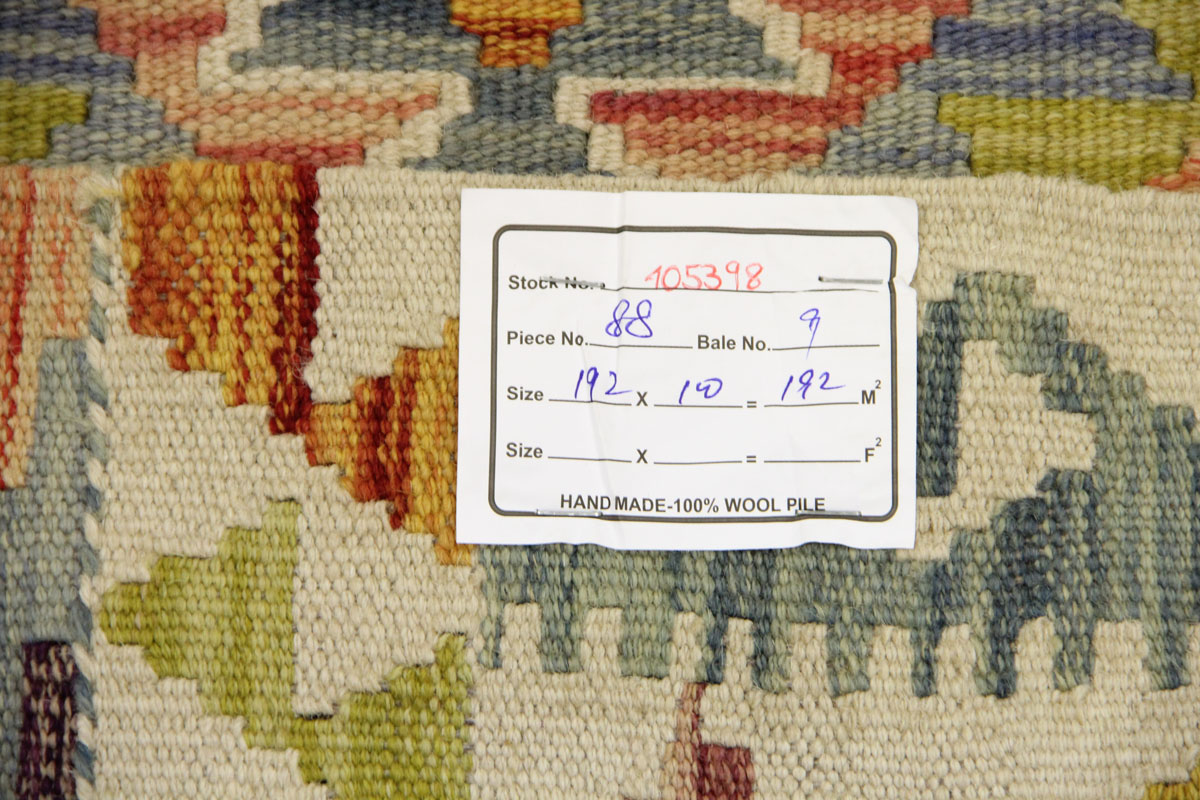 Stock No. 105398
Piece No. 88 Bale No. 9
Size 192 X 100 = 192 M²
Size X = F²
HAND MADE-100% WOOL PILE